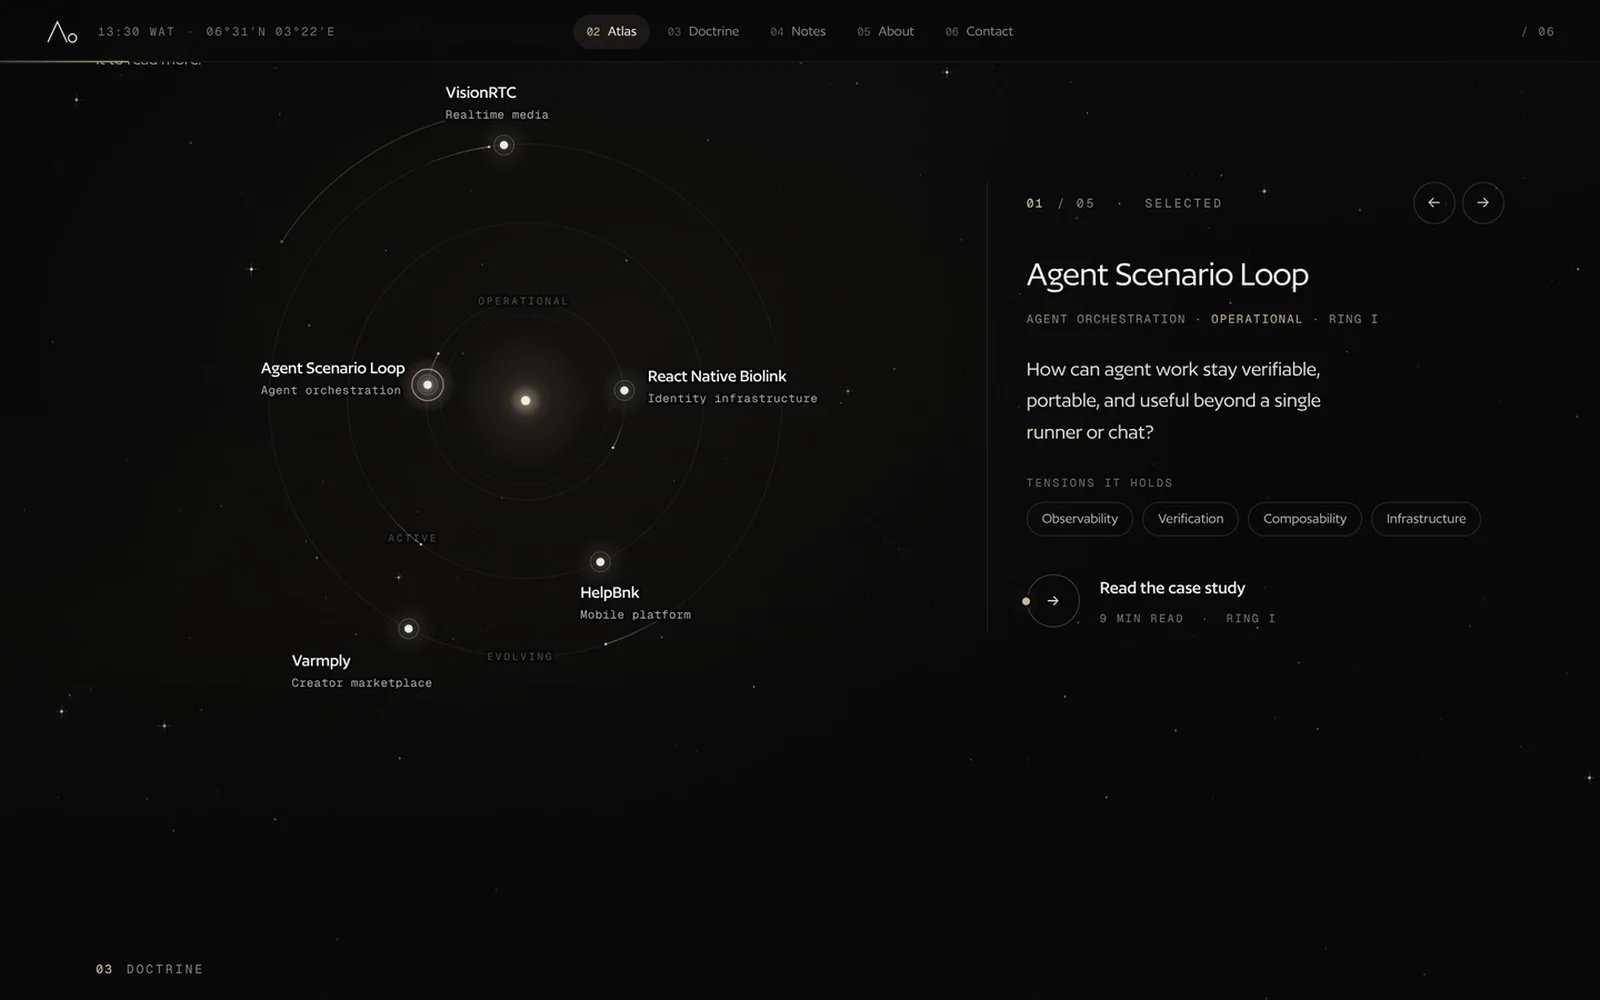 13:30 WAT · 06°31'N 03°22'E
02 Atlas
03 Doctrine
04 Notes
05 About
06 Contact
/ 06
it to read more.
VisionRTC
Realtime media
OPERATIONAL
Agent Scenario Loop
Agent orchestration
React Native Biolink
Identity infrastructure
ACTIVE
HelpBnk
Mobile platform
EVOLVING
Varmply
Creator marketplace
01 / 05 · SELECTED
← →
Agent Scenario Loop
AGENT ORCHESTRATION · OPERATIONAL · RING I
How can agent work stay verifiable,
portable, and useful beyond a single
runner or chat?
TENSIONS IT HOLDS
Observability
Verification
Composability
Infrastructure
→
Read the case study
9 MIN READ · RING I
03 DOCTRINE